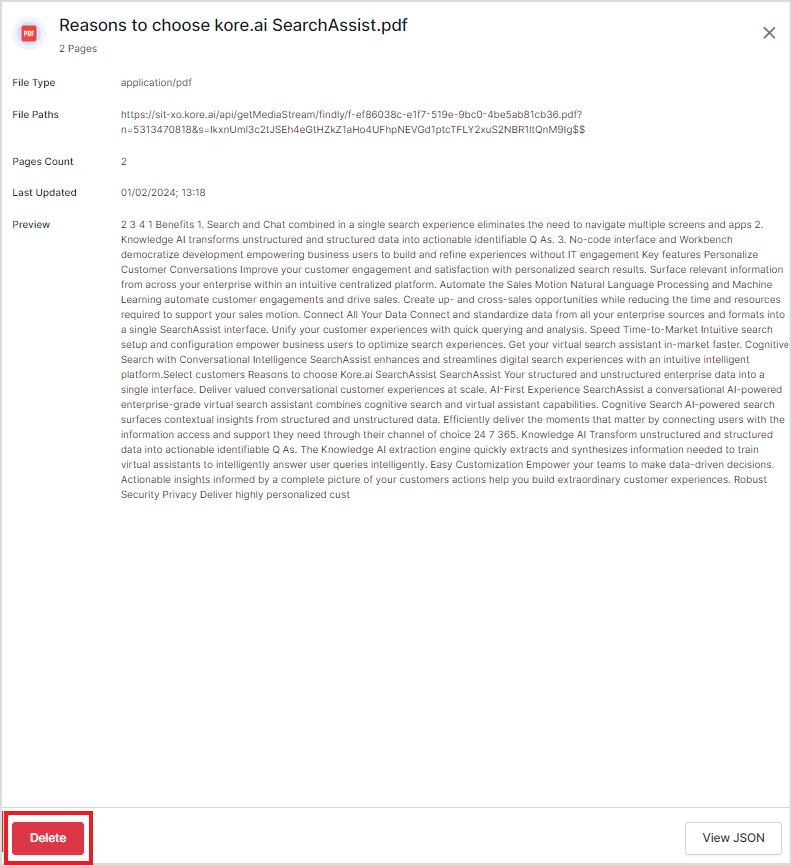 PDF
Reasons to choose kore.ai SearchAssist.pdf
2 Pages
File Type application/pdf
File Paths https://sit-xo.kore.ai/api/getMediaStream/findly/f-ef86038c-e1f7-519e-9bc0-4be5ab81cb36.pdf?
n=5313470818&s=IkxnUml3c2tJSEh4eGtHZkZ1aHo4UFhpNEVGd1ptcTFLY2xuS2NBR1ltQnM9Ig$$
Pages Count 2
Last Updated 01/02/2024; 13:18
Preview 2 3 4 1 Benefits 1. Search and Chat combined in a single search experience eliminates the need to navigate multiple screens and apps 2.
Knowledge AI transforms unstructured and structured data into actionable identifiable Q As. 3. No-code interface and Workbench
democratize development empowering business users to build and refine experiences without IT engagement Key features Personalize
Customer Conversations Improve your customer engagement and satisfaction with personalized search results. Surface relevant information
from across your enterprise within an intuitive centralized platform. Automate the Sales Motion Natural Language Processing and Machine
Learning automate customer engagements and drive sales. Create up- and cross-sales opportunities while reducing the time and resources
required to support your sales motion. Connect All Your Data Connect and standardize data from all your enterprise sources and formats into
a single SearchAssist interface. Unify your customer experiences with quick querying and analysis. Speed Time-to-Market Intuitive search
setup and configuration empower business users to optimize search experiences. Get your virtual search assistant in-market faster. Cognitive
Search with Conversational Intelligence SearchAssist enhances and streamlines digital search experiences with an intuitive intelligent
platform.Select customers Reasons to choose Kore.ai SearchAssist SearchAssist Your structured and unstructured enterprise data into a
single interface. Deliver valued conversational customer experiences at scale. AI-First Experience SearchAssist a conversational AI-powered
enterprise-grade virtual search assistant combines cognitive search and virtual assistant capabilities. Cognitive Search AI-powered search
surfaces contextual insights from structured and unstructured data. Efficiently deliver the moments that matter by connecting users with the
information access and support they need through their channel of choice 24 7 365. Knowledge AI Transform unstructured and structured
data into actionable identifiable Q As. The Knowledge AI extraction engine quickly extracts and synthesizes information needed to train
virtual assistants to intelligently answer user queries intelligently. Easy Customization Empower your teams to make data-driven decisions.
Actionable insights informed by a complete picture of your customers actions help you build extraordinary customer experiences. Robust
Security Privacy Deliver highly personalized cust
Delete
View JSON